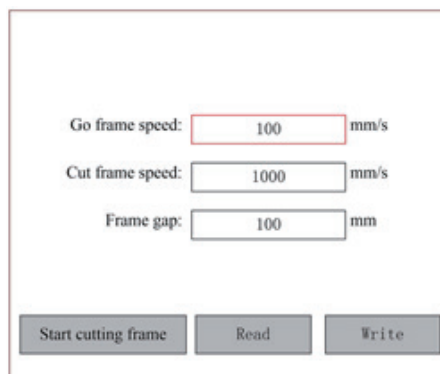 Go frame speed: 100 mm/s
Cut frame speed: 1000 mm/s
Frame gap: 100 mm
Start cutting frame Read Write